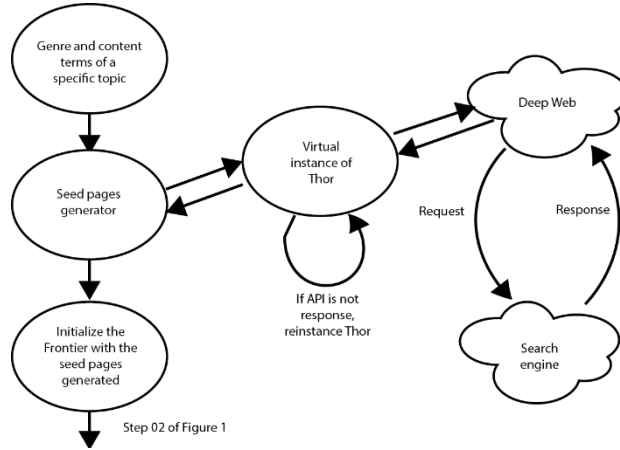 Genre and content
terms of a
specific topic
Seed pages
generator
Initialize the
Frontier with the
seed pages
generated
Step 02 of Figure 1
Virtual
instance of
Thor
If API is not
response,
reinstance Thor
Deep Web
Request
Response
Search
engine